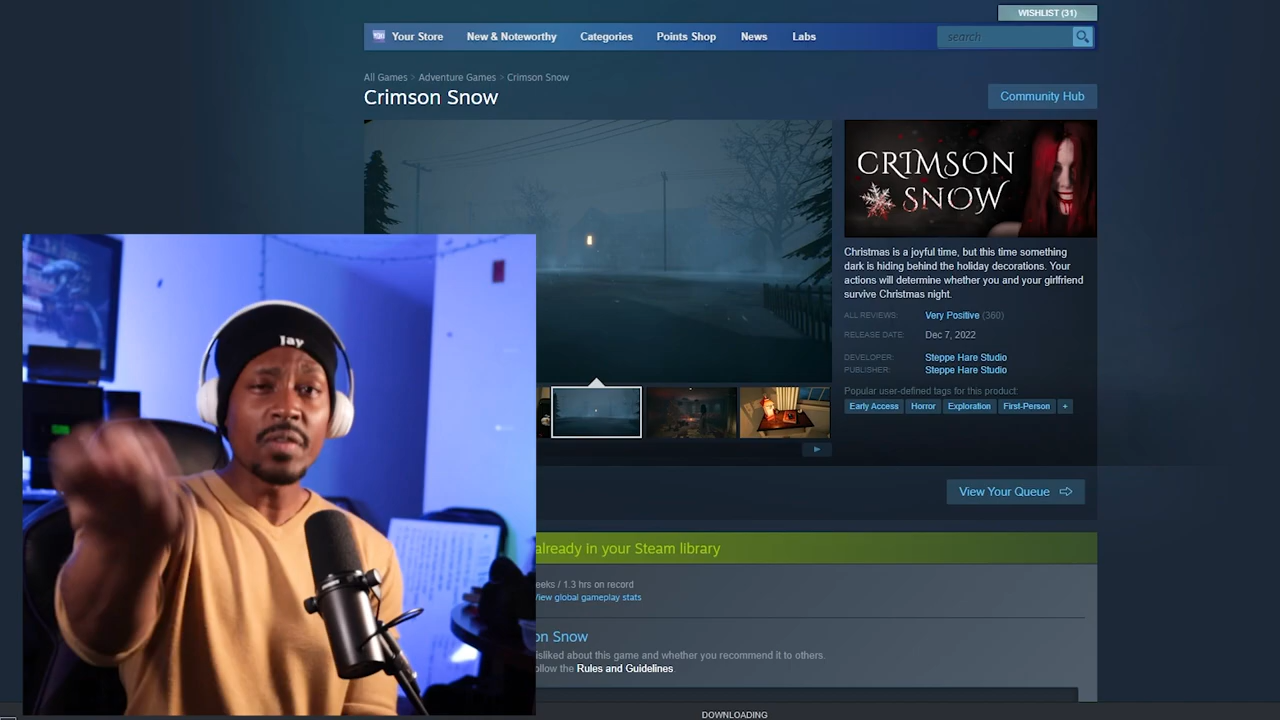 WISHLIST (31)
Your Store New & Noteworthy Categories Points Shop News Labs search
All Games > Adventure Games > Crimson Snow
Crimson Snow
Community Hub
CRIMSON
SNOW
Christmas is a joyful time, but this time something
dark is hiding behind the holiday decorations. Your
actions will determine whether you and your girlfriend
survive Christmas night.
ALL REVIEWS: Very Positive (360)
RELEASE DATE: Dec 7, 2022
DEVELOPER: Steppe Hare Studio
PUBLISHER: Steppe Hare Studio
Popular user-defined tags for this product:
Early Access Horror Exploration First-Person +
Jay
View Your Queue
already in your Steam library
eeks / 1.3 hrs on record
View global gameplay stats
on Snow
isliked about this game and whether you recommend it to others.
ollow the Rules and Guidelines.
DOWNLOADING